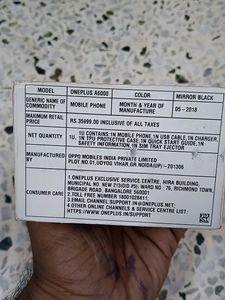 MODEL ONEPLUS A6000 COLOR MIRROR BLACK
GENERIC NAME OF COMMODITY MOBILE PHONE MONTH & YEAR OF MANUFACTURE 05-2018
MAXIMUM RETAIL PRICE RS.35999.00 INCLUSIVE OF ALL TAXES
NET QUANTITY 1U CONTAINS:1N MOBILE PHONE,1N USB CABLE,1N CHARGER,
1N TPU PROTECTIVE CASE,1N QUICK START GUIDE,1N
SAFETY INFORMATION,1N SIM TRAY EJECTOR
MANUFACTURED BY OPPO MOBILES INDIA PRIVATE LIMITED
PLOT NO.01,UDYOG VIHAR,GR.NOIDA(UP)-201306
CONSUMER CARE 1.ONEPLUS EXCLUSIVE SERVICE CENTRE, HIRA BUILDING,
MUNICIPAL NO. NEW 213(OID #5): WARD NO : 76, RICHMOND TOWN,
BRIGADE ROAD, BANGALORE 560001
2.TOLL FREE NUMBER: 18001028411;
3.EMAIL CHANNEL:SUPPORT.IN@ONEPLUS.NET;
4.OTHER ONLINE CHANNELS & SERVICE CENTRE LIST:
HTTPS://WWW.ONEPLUS.IN/SUPPORT